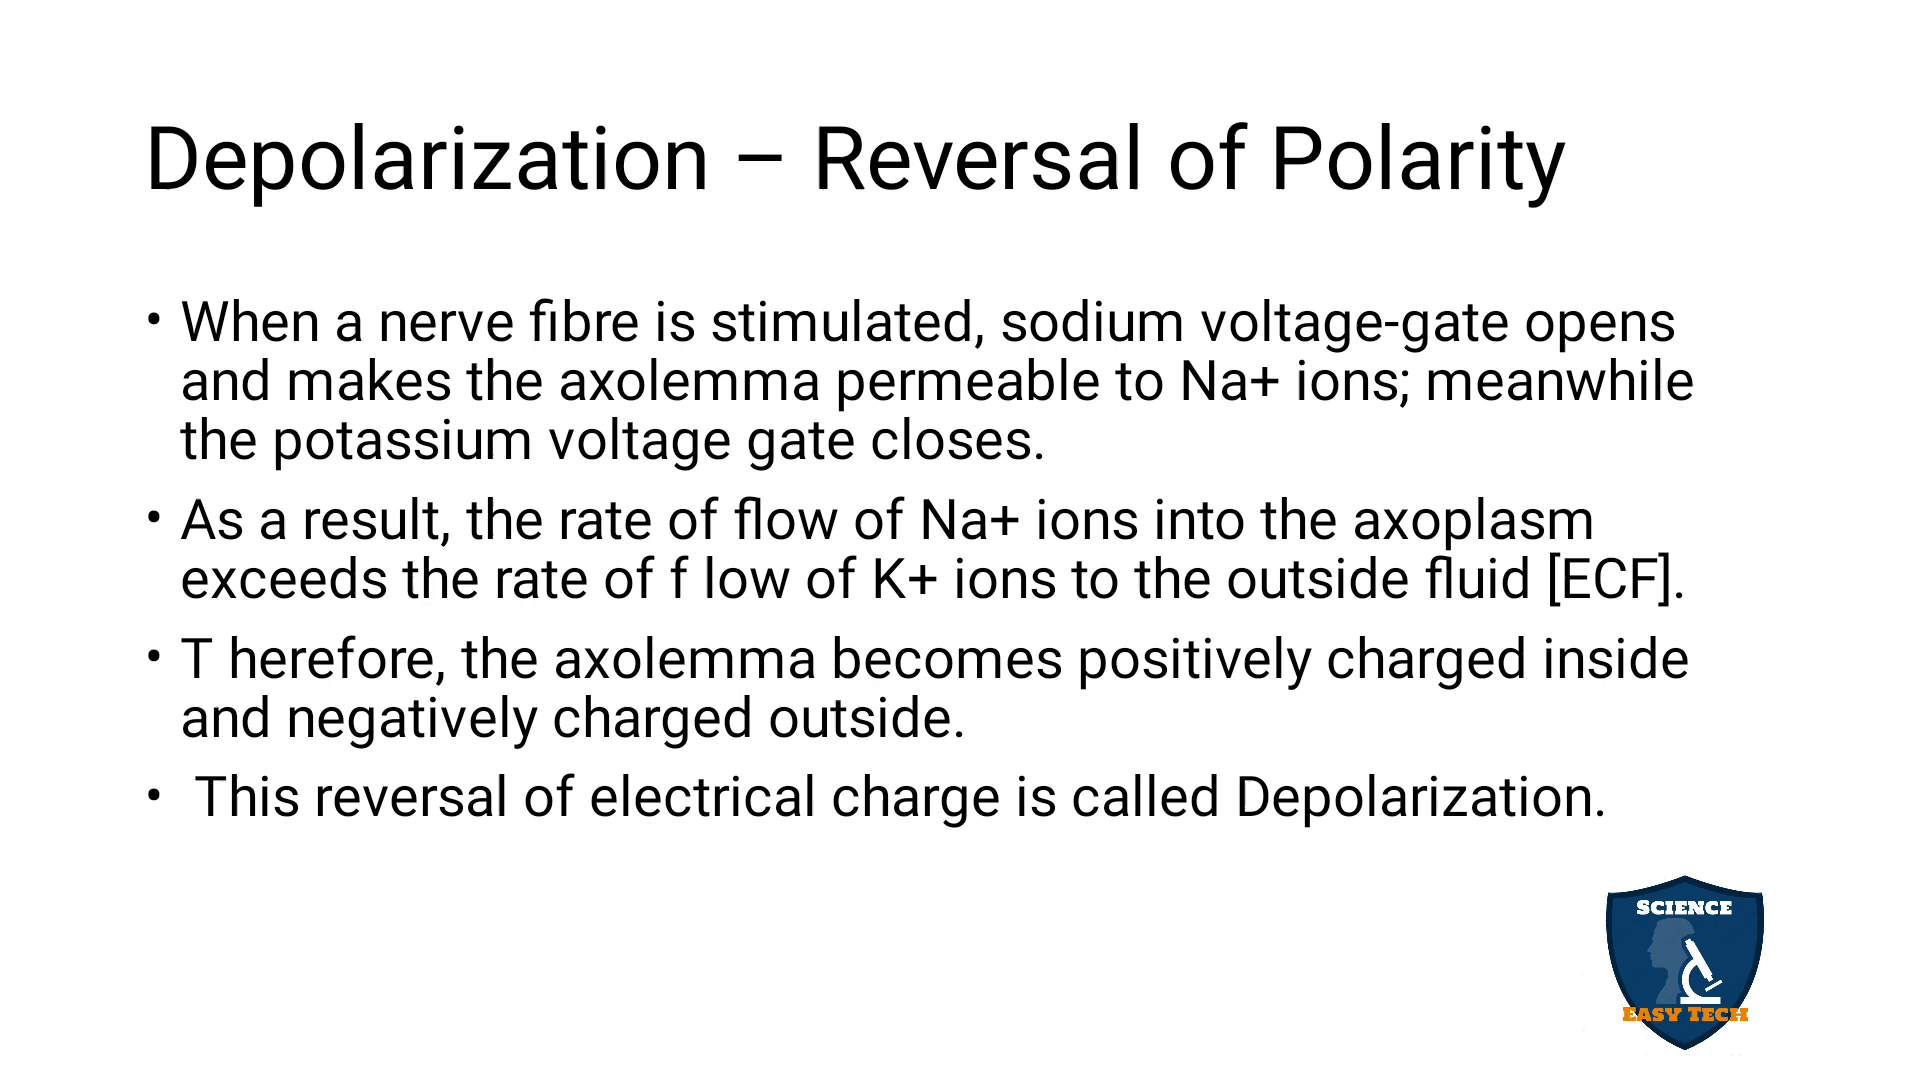 Depolarization – Reversal of Polarity
• When a nerve fibre is stimulated, sodium voltage-gate opens
and makes the axolemma permeable to Na+ ions; meanwhile
the potassium voltage gate closes.
• As a result, the rate of flow of Na+ ions into the axoplasm
exceeds the rate of f low of K+ ions to the outside fluid [ECF].
• T herefore, the axolemma becomes positively charged inside
and negatively charged outside.
• This reversal of electrical charge is called Depolarization.
SCIENCE
EASY TECH